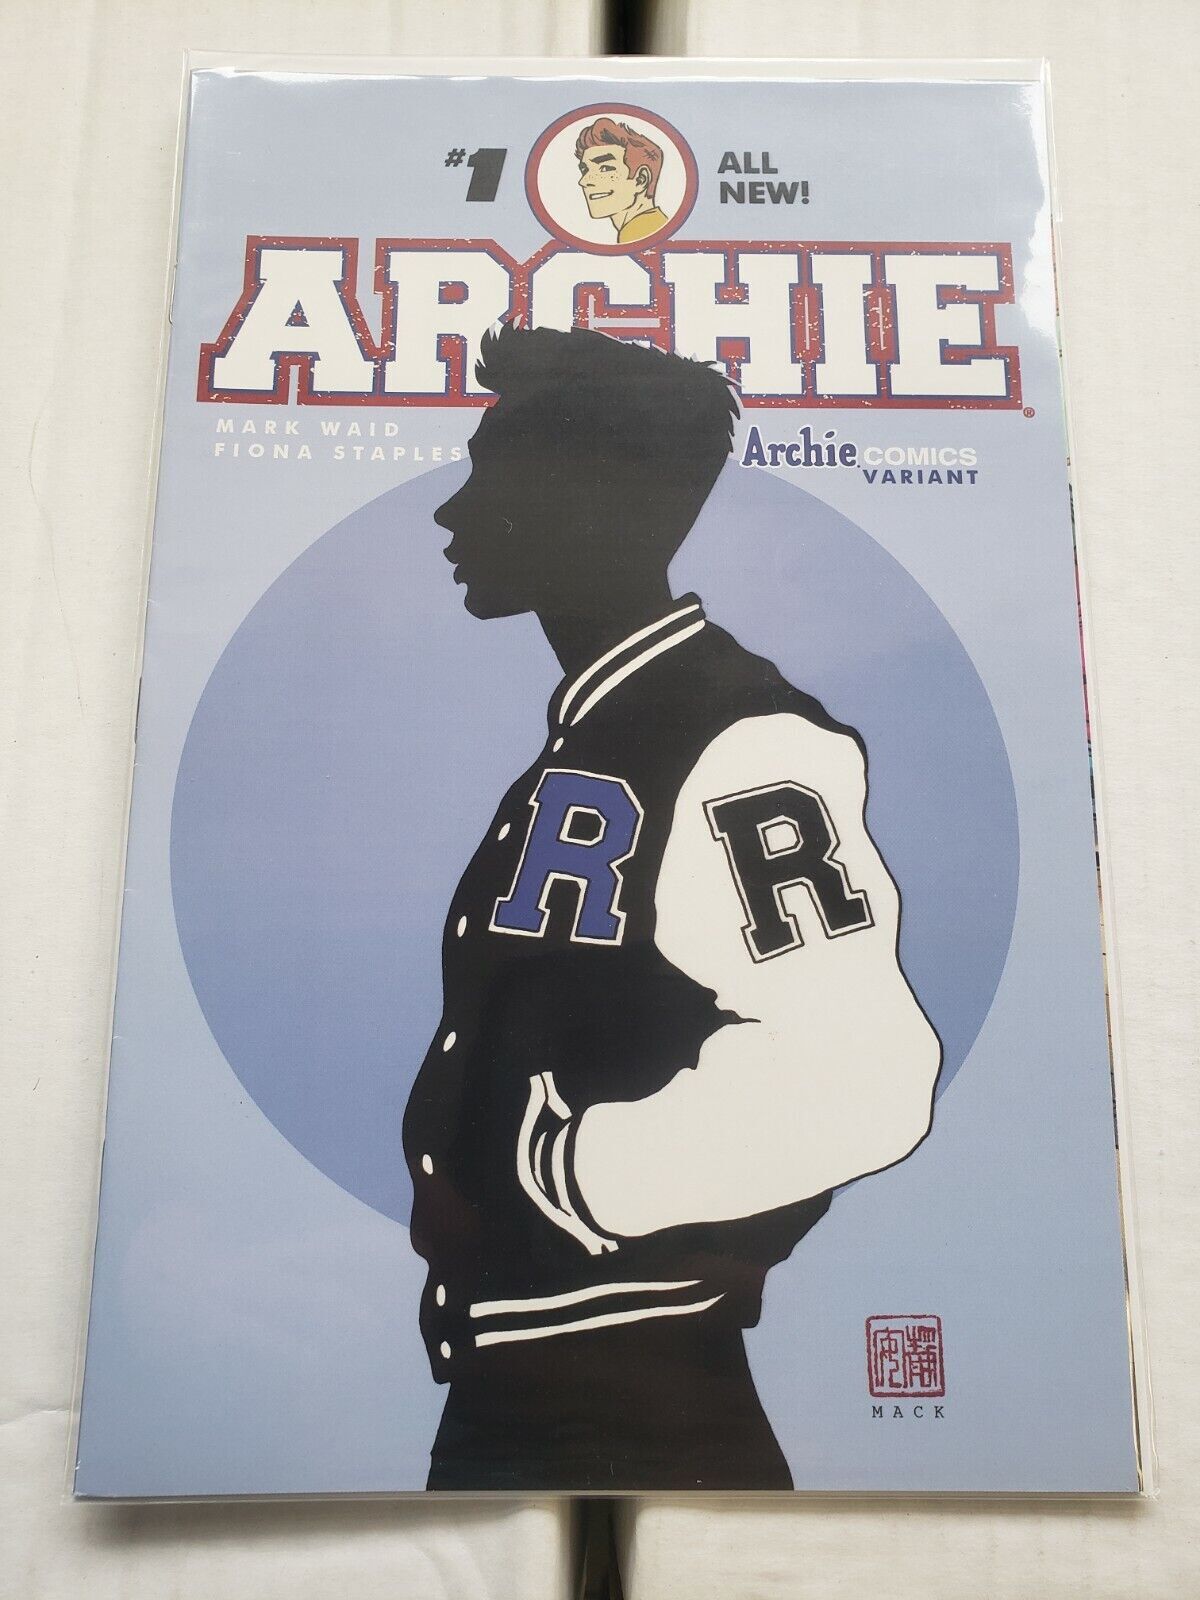 #1
ALL
NEW!
ARCHIE®
MARK WAID
FIONA STAPLES
Archie COMICS
VARIANT
R R
MACK